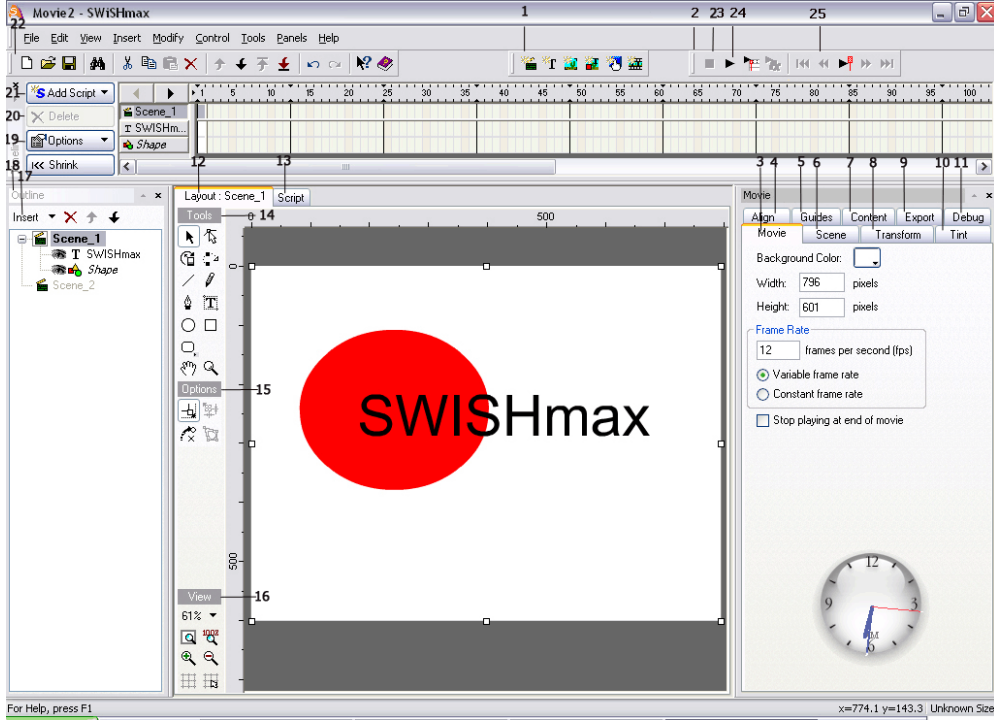 Movie2 - SWiSHmax
22 1 2 23 24 25
File Edit View Insert Modify Control Tools Panels Help
21 Add Script 1 5 10 15 20 25 30 35 40 45 50 55 60 65 70 75 80 85 90 95 100
20 Delete Scene_1
T SWISHm...
19 Options Shape
18 Shrink 12 13 3 4 5 6 7 8 9 10 11
17
Outline Layout : Scene_1 Script Movie
Insert Tools 0 14 500 Align Guides Content Export Debug
Movie Scene Transform Tint
Scene_1
T SWISHmax
Shape
Scene_2
Background Color:
Width: 796 pixels
Height: 601 pixels
Frame Rate
12 frames per second (fps)
Variable frame rate
Constant frame rate
Stop playing at end of movie
0
Options 15
SWISHmax
500
View 16
61%
100%
12
9 3
M
6
For Help, press F1 x=774.1 y=143.3 Unknown Size